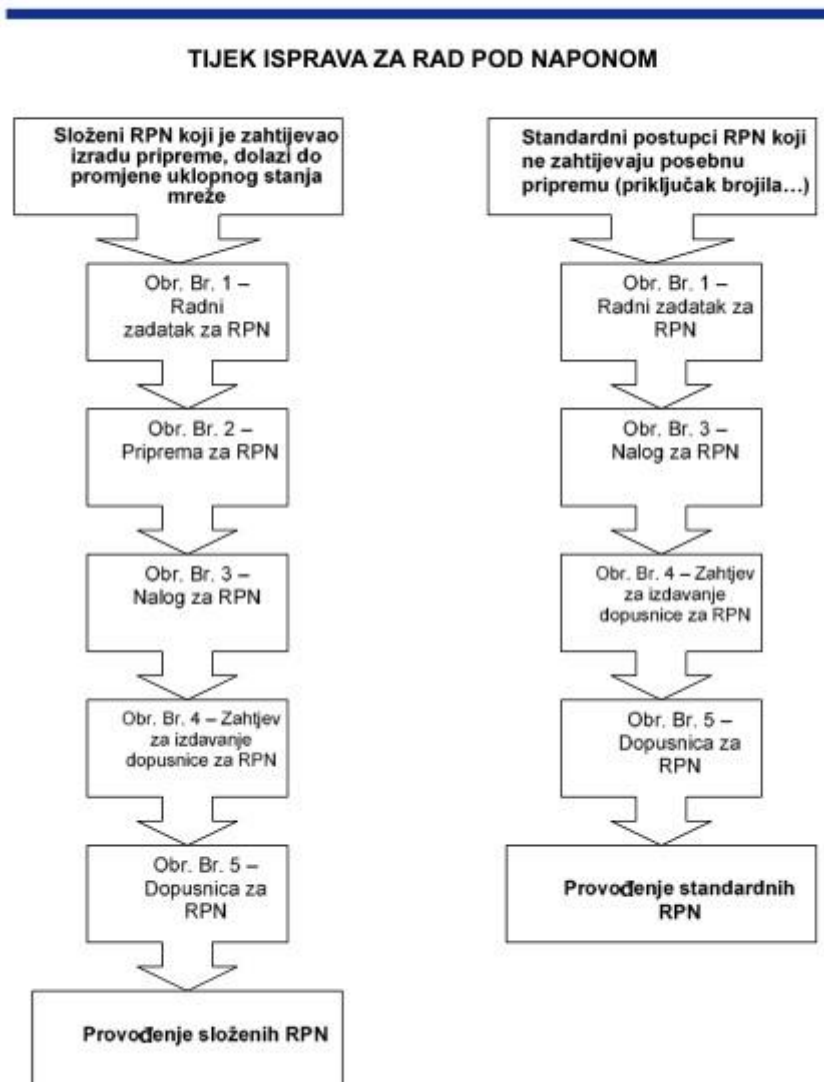 TIJEK ISPRAVA ZA RAD POD NAPONOM
Složeni RPN koji je zahtijevao
izradu pripreme, dolazi do
promjene uklopnog stanja
mreže
Obr. Br. 1 –
Radni
zadatak za RPN
Obr. Br. 2 –
Priprema za RPN
Obr. Br. 3 –
Nalog za RPN
Obr. Br. 4 – Zahtjev
za izdavanje
dopusnice za RPN
Obr. Br. 5 –
Dopusnica za
RPN
Provođenje složenih RPN
Standardni postupci RPN koji
ne zahtijevaju posebnu
pripremu (priključak brojila...)
Obr. Br. 1 –
Radni zadatak za
RPN
Obr. Br. 3 –
Nalog za RPN
Obr. Br. 4 – Zahtjev
za izdavanje
dopusnice za RPN
Obr. Br. 5 –
Dopusnica za
RPN
Provođenje standardnih
RPN